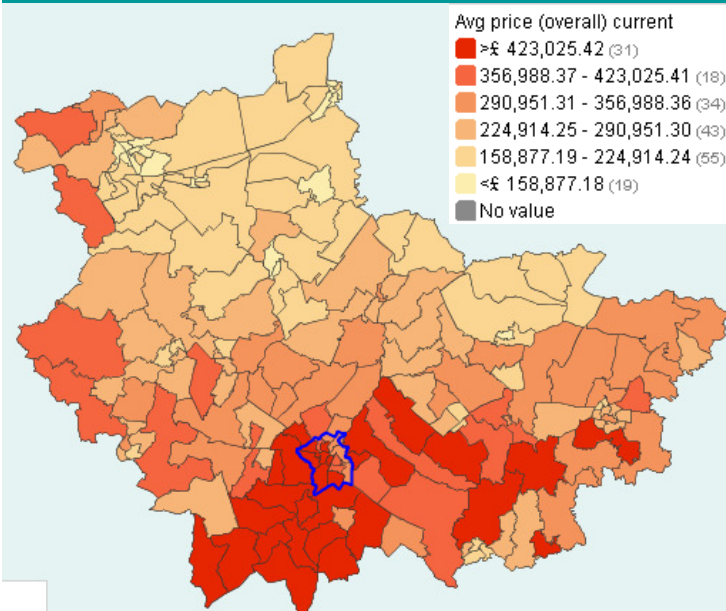 Avg price (overall) current
>£ 423,025.42 (31)
356,988.37 - 423,025.41 (18)
290,951.31 - 356,988.36 (34)
224,914.25 - 290,951.30 (43)
158,877.19 - 224,914.24 (55)
<£ 158,877.18 (19)
No value